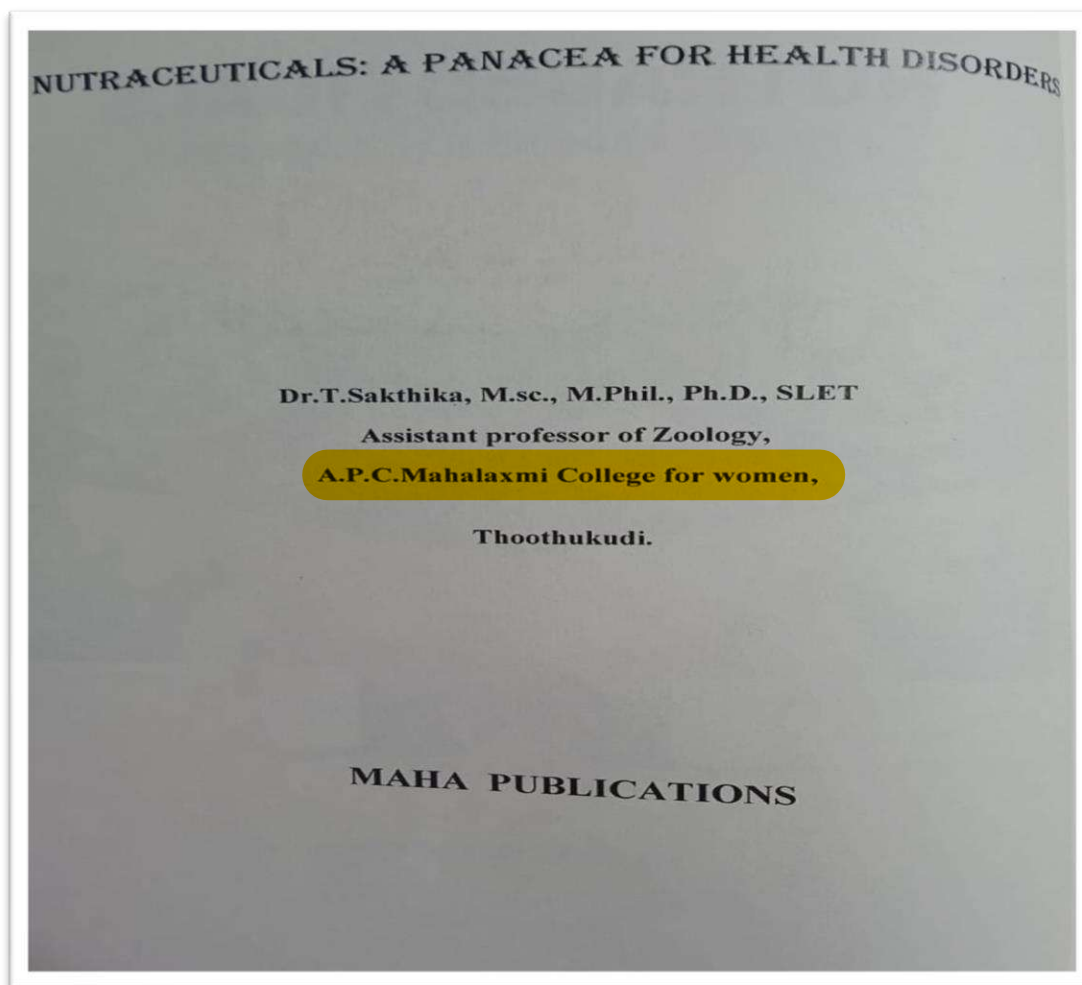 NUTRACEUTICALS: A PANACEA FOR HEALTH DISORDERS
Dr.T.Sakthika, M.sc., M.Phil., Ph.D., SLET
Assistant professor of Zoology,
A.P.C.Mahalaxmi College for women,
Thoothukudi.
MAHA PUBLICATIONS